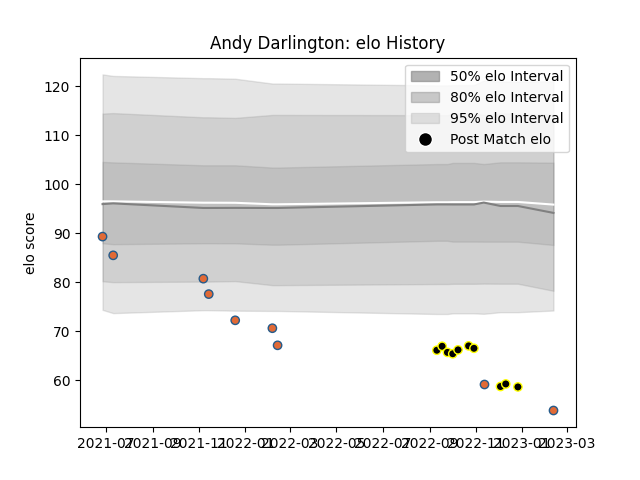 Andy Darlington: elo History
50% elo Interval
80% elo Interval
95% elo Interval
Post Match elo
elo score
120
110
100
90
80
70
60
2021-07 2021-09 2021-11 2022-01 2022-03 2022-05 2022-07 2022-09 2022-11 2023-01 2023-03